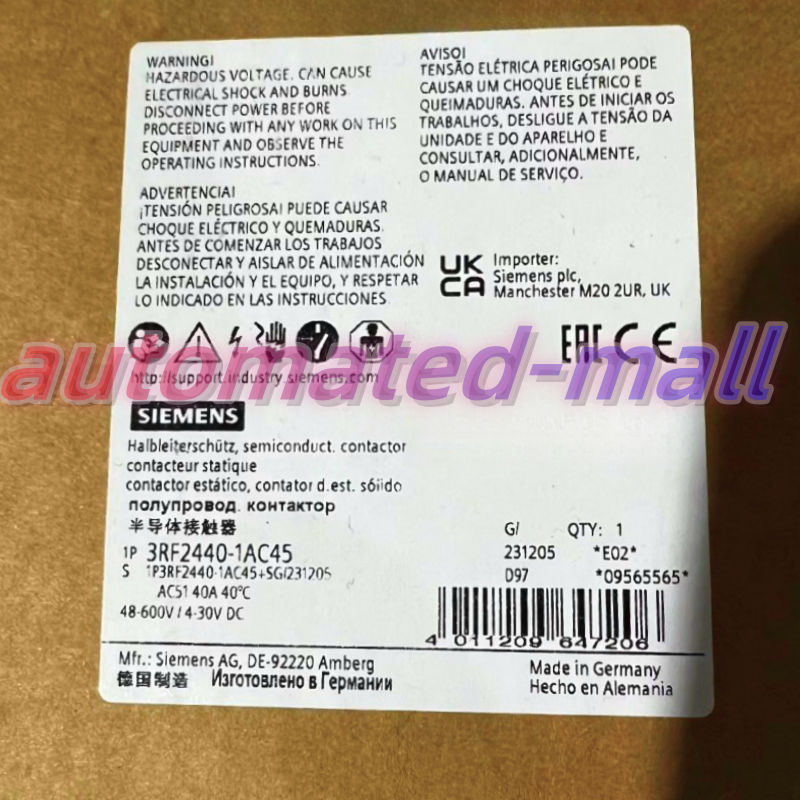 WARNING!
HAZARDOUS VOLTAGE. CAN CAUSE
ELECTRICAL SHOCK AND BURNS
DISCONNECT POWER BEFORE
PROCEEDING WITH ANY WORK ON THIS
EQUIPMENT AND OBSERVE THE
OPERATING INSTRUCTIONS.
AVISO!
TENSÃO ELÉTRICA PERIGOSA! PODE
CAUSAR UM CHOQUE ELÉTRICO E
QUEIMADURAS. ANTES DE INICIAR OS
TRABALHOS, DESLIGUE A TENSÃO DA
UNIDADE E DO APARELHO E
CONSULTAR, ADICIONALMENTE,
O MANUAL DE SERVIÇO.
ADVERTENCIA!
¡TENSIÓN PELIGROSA! PUEDE CAUSAR
CHOQUE ELÉCTRICO Y QUEMADURAS.
ANTES DE COMENZAR LOS TRABAJOS
DESCONECTAR Y AISLAR DE ALIMENTACIÓN
LA INSTALACIÓN Y EL EQUIPO, Y RESPETAR
LO INDICADO EN LAS INSTRUCCIONES.
UK
CA
Importer:
Siemens plc,
Manchester M20 2UR, UK
EAC CE
automated-mall
http://support.industry.siemens.com
SIEMENS
Halbleiterschütz, semiconduct. contactor
contacteur statique
contactor estático, contator d.est. sólido
полупровод. контактор
半导体接触器
1P 3RF2440-1AC45
S 1P3RF2440-1AC45+SG/231205
AC51 40A 40°C
48-600V / 4-30V DC
G/ QTY: 1
231205 *E02*
D97 *09565565*
4 011209 647206
Mfr.: Siemens AG, DE-92220 Amberg
德国制造 Изготовлено в Германии
Made in Germany
Hecho en Alemania